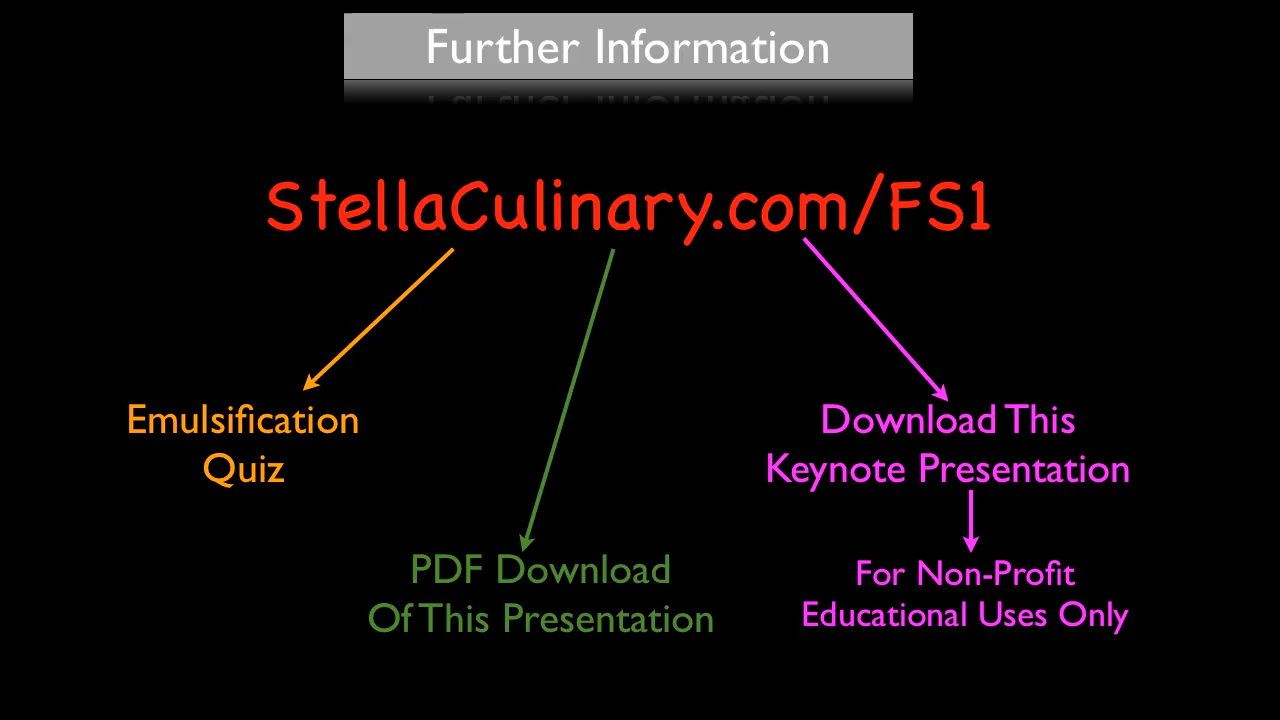 Further Information
StellaCulinary.com/FS1
Emulsification
Quiz
PDF Download
Of This Presentation
Download This
Keynote Presentation
For Non-Profit
Educational Uses Only